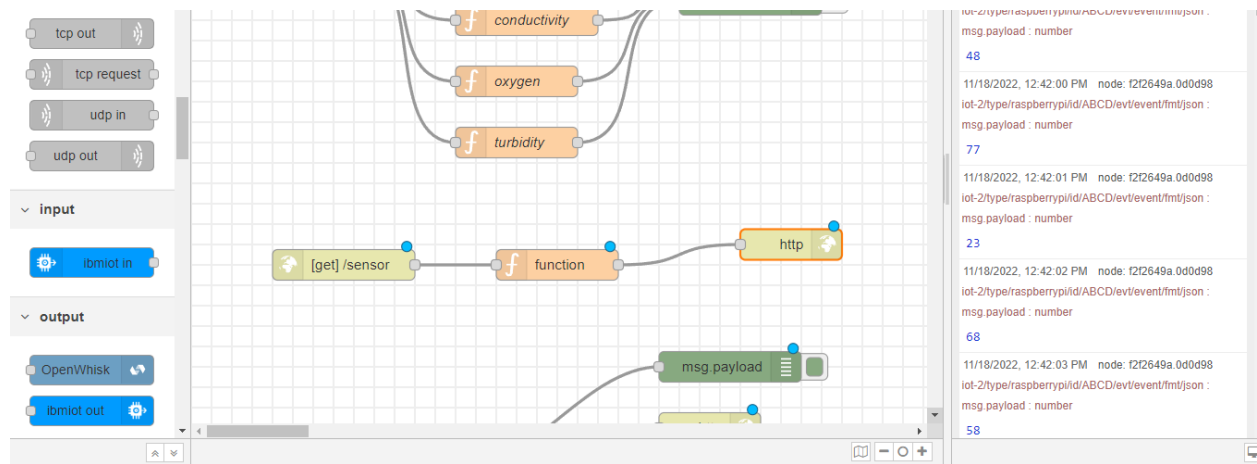 tcp out
tcp request
udp in
udp out
input
ibmiot in
output
OpenWhisk
ibmiot out
conductivity
oxygen
turbidity
[get] /sensor
function
http
msg.payload
iot-2/type/raspberrypi/id/ABCD/evt/event/fmt/json :
msg.payload : number
48
11/18/2022, 12:42:00 PM node: f2f2649a.0d0d98
iot-2/type/raspberrypi/id/ABCD/evt/event/fmt/json :
msg.payload : number
77
11/18/2022, 12:42:01 PM node: f2f2649a.0d0d98
iot-2/type/raspberrypi/id/ABCD/evt/event/fmt/json :
msg.payload : number
23
11/18/2022, 12:42:02 PM node: f2f2649a.0d0d98
iot-2/type/raspberrypi/id/ABCD/evt/event/fmt/json :
msg.payload : number
68
11/18/2022, 12:42:03 PM node: f2f2649a.0d0d98
iot-2/type/raspberrypi/id/ABCD/evt/event/fmt/json :
msg.payload : number
58